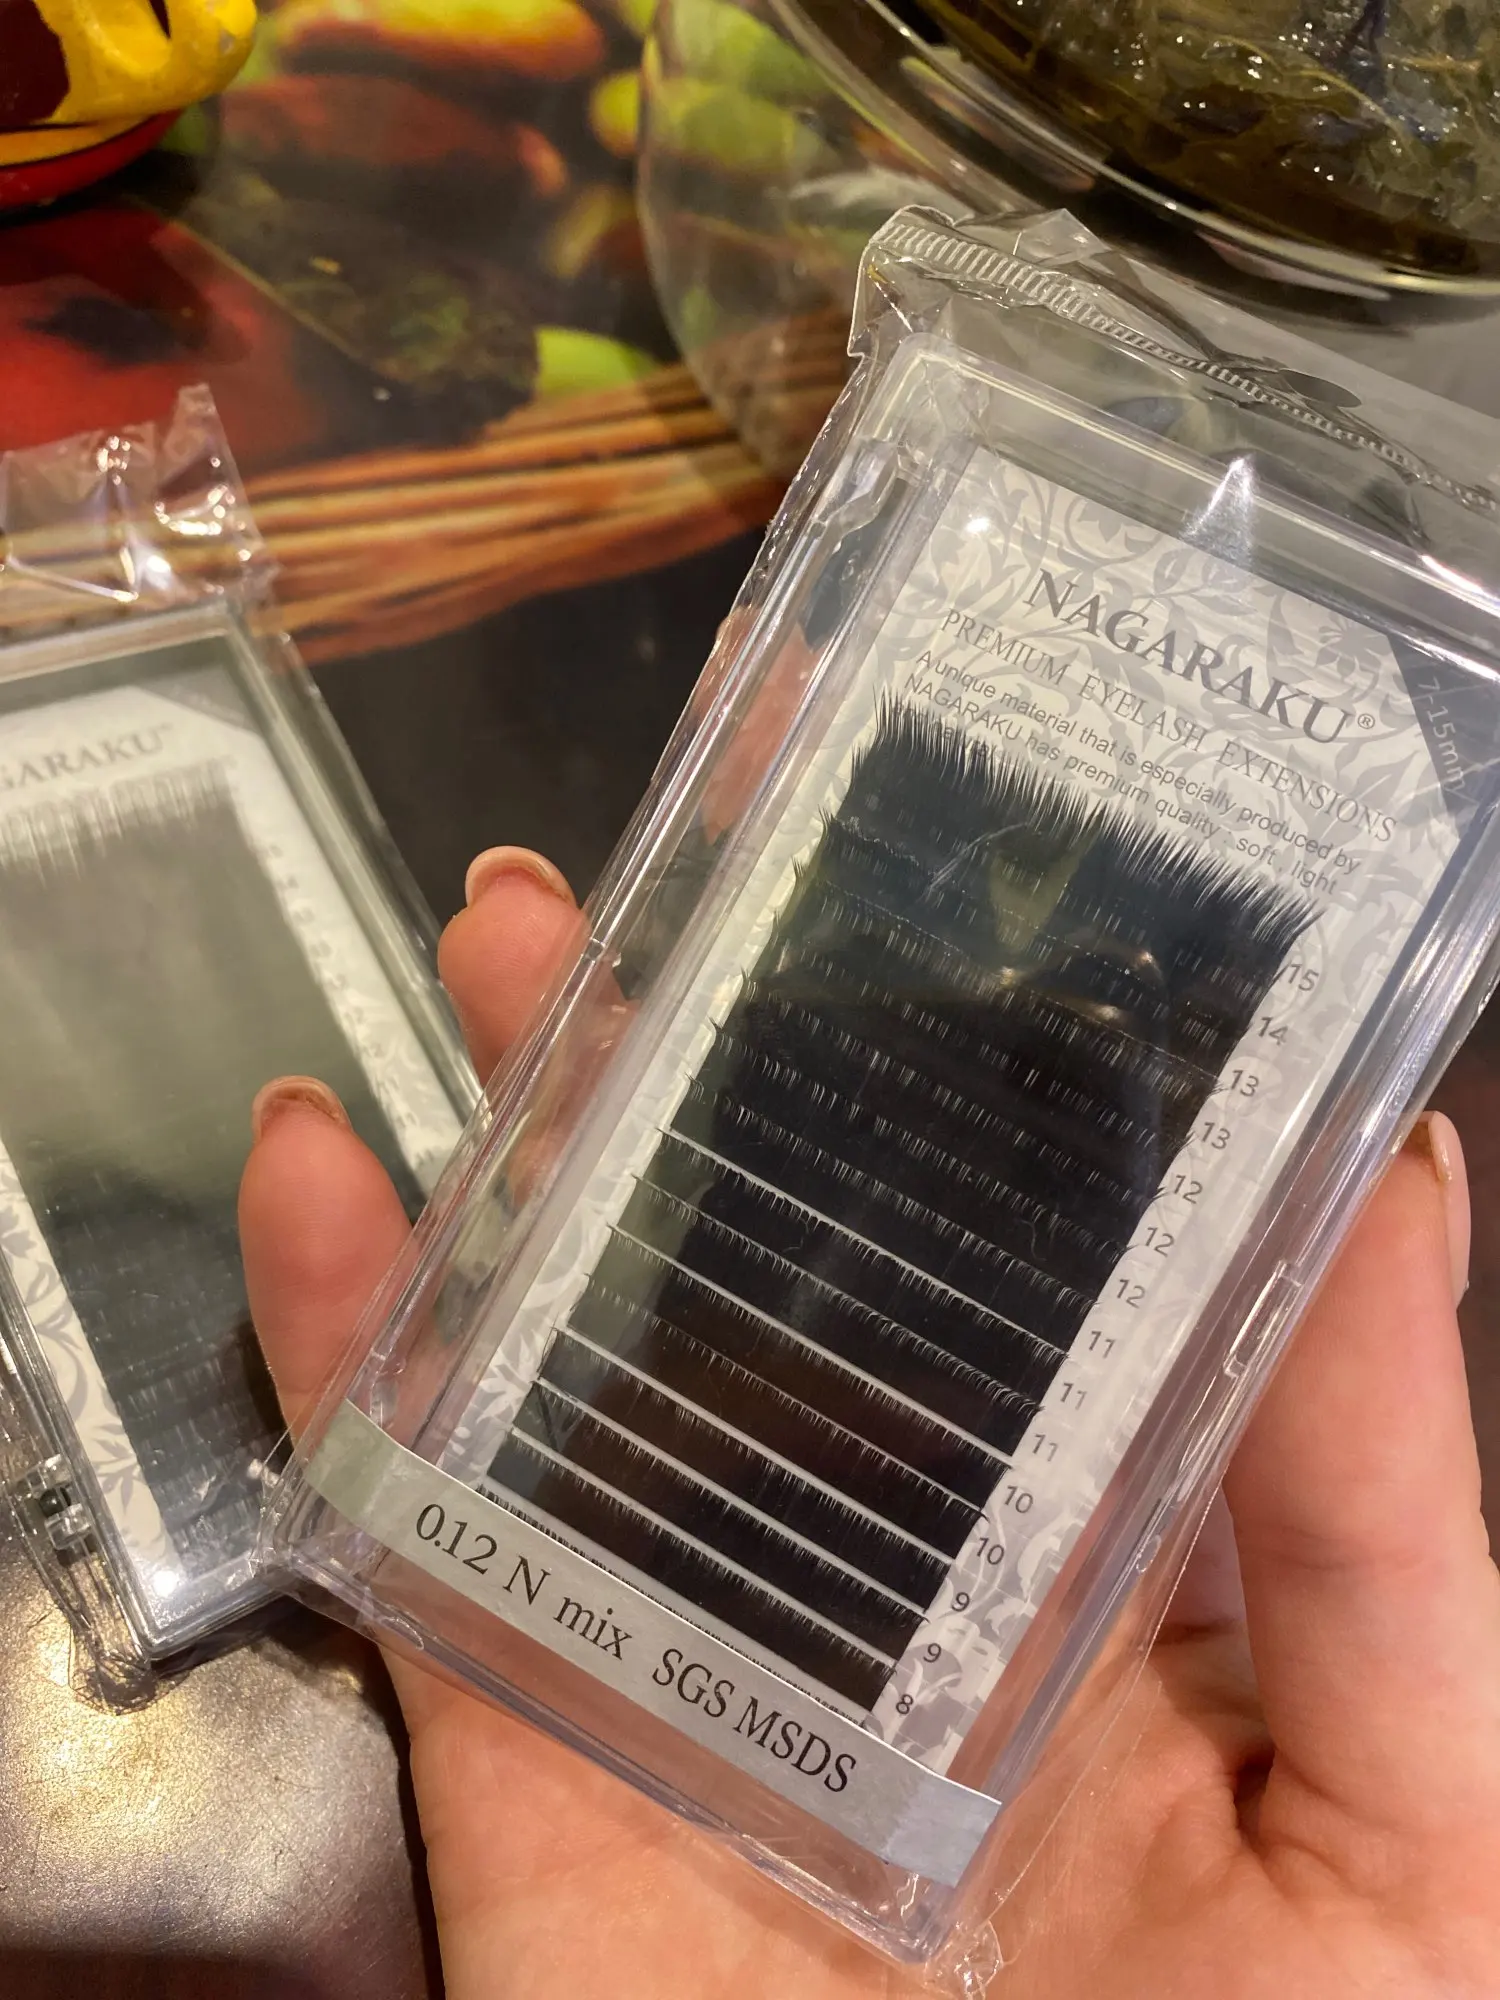 NAGARAKU®
PREMIUM EYELASH EXTENSIONS
A unique material that is especially produced by
NAGARAKU has premium quality : soft , light
7-15mm
15
14
13
13
12
12
12
11
11
11
10
10
9
9
8
0.12 N mix SGS MSDS
GARAKU™